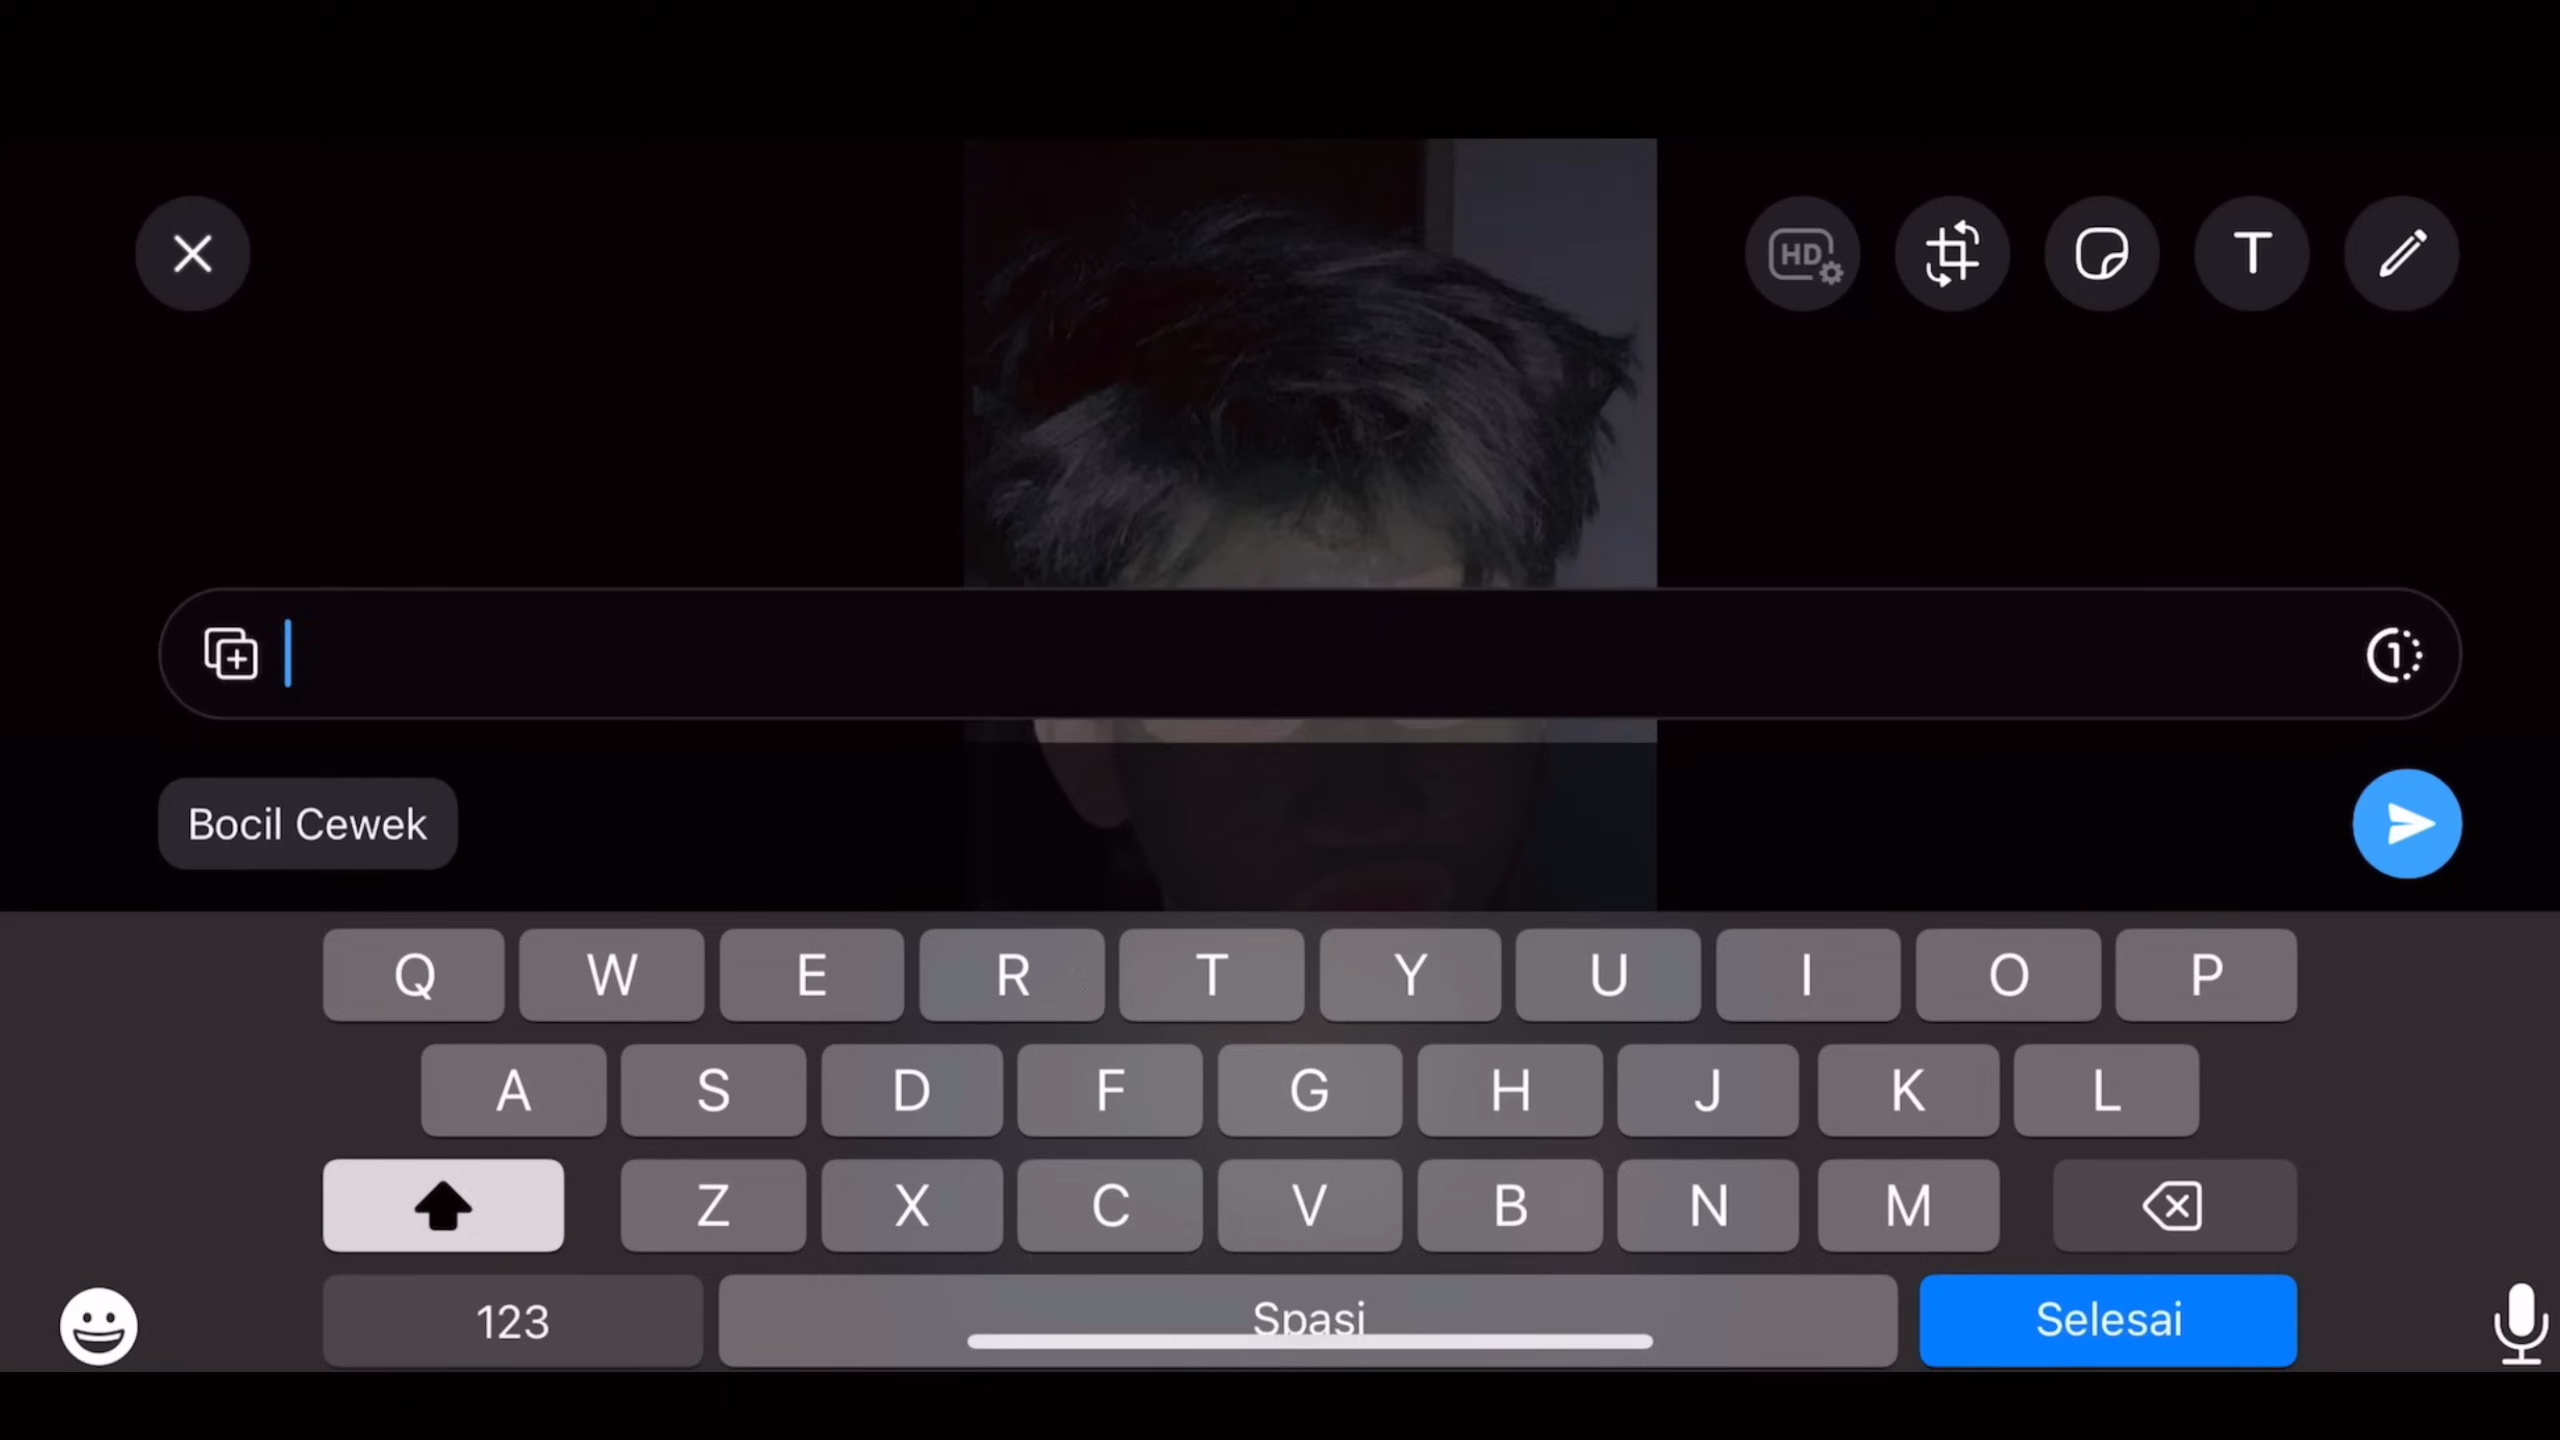 HD
T
1
Bocil Cewek
Q W E R T Y U I O P
A S D F G H J K L
Z X C V B N M
123 Spasi Selesai